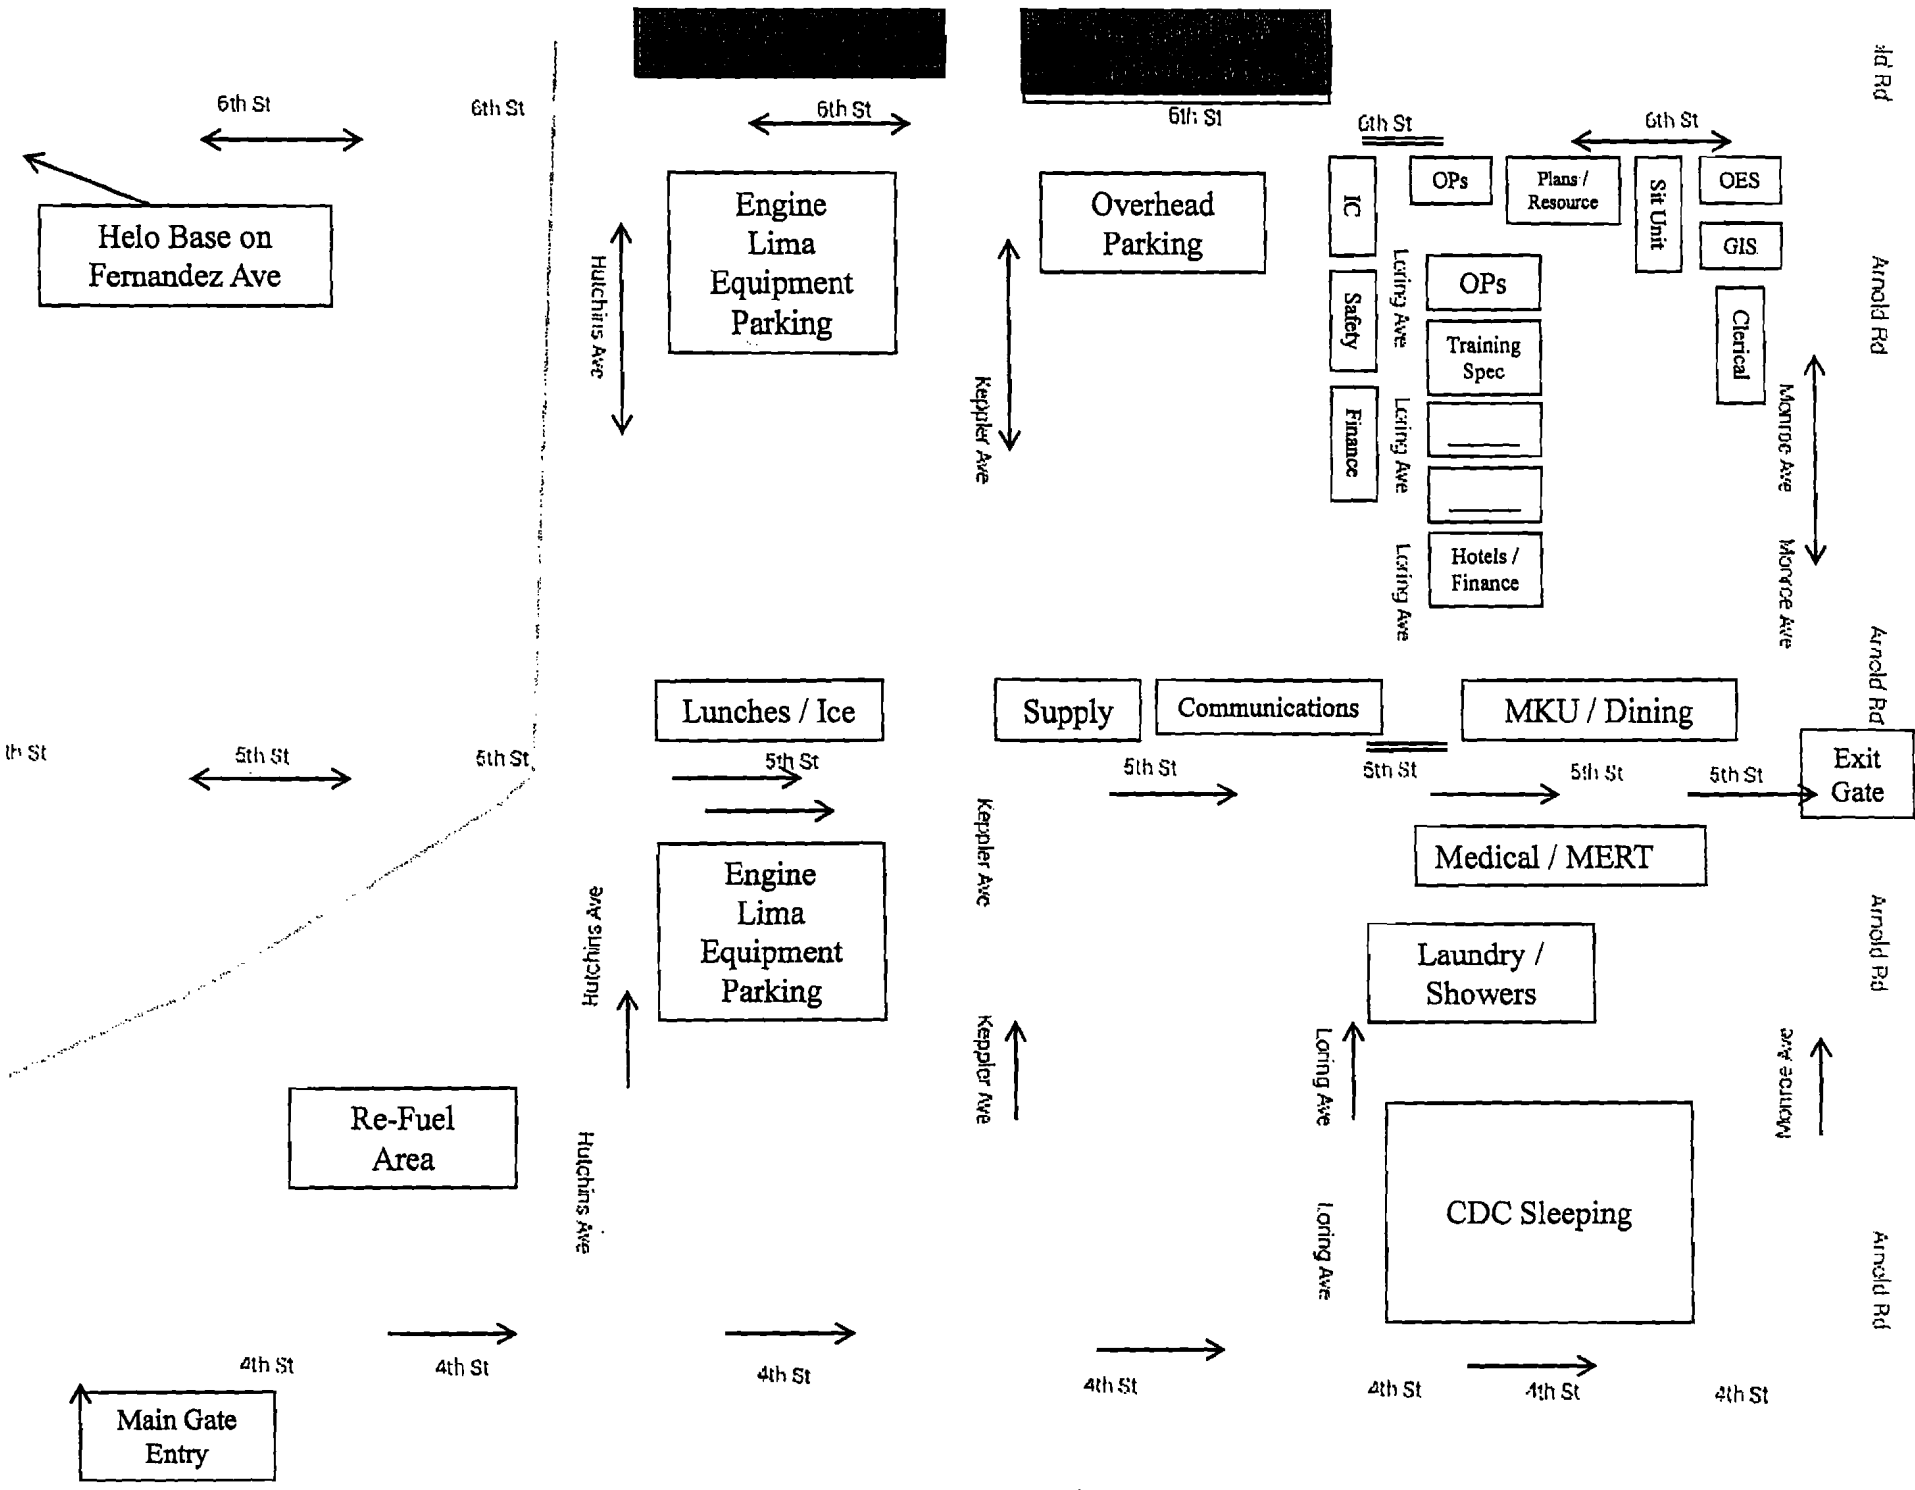 ld Rd
6th St
6th St
6th St
6th St
6th St
6th St
Helo Base on
Fernandez Ave
Hutchins Ave
Engine
Lima
Equipment
Parking
Keppler Ave
Overhead
Parking
IC
Safety
Finance
Loring Ave
Loring Ave
Loring Ave
OPs
Plans /
Resource
Sit Unit
OES
GIS
Clerical
OPs
Training
Spec
Hotels /
Finance
Monroe Ave
Monroe Ave
Arnold Rd
Arnold Rd
Lunches / Ice
Supply
Communications
MKU / Dining
th St
5th St
5th St
5th St
5th St
5th St
5th St
5th St
Exit
Gate
Engine
Lima
Equipment
Parking
Hutchins Ave
Keppler Ave
Medical / MERT
Laundry /
Showers
Arnold Rd
Keppler Ave
Loring Ave
Monroe Ave
Re-Fuel
Area
Hutchins Ave
Loring Ave
CDC Sleeping
Arnold Rd
4th St
4th St
4th St
4th St
4th St
4th St
4th St
Main Gate
Entry